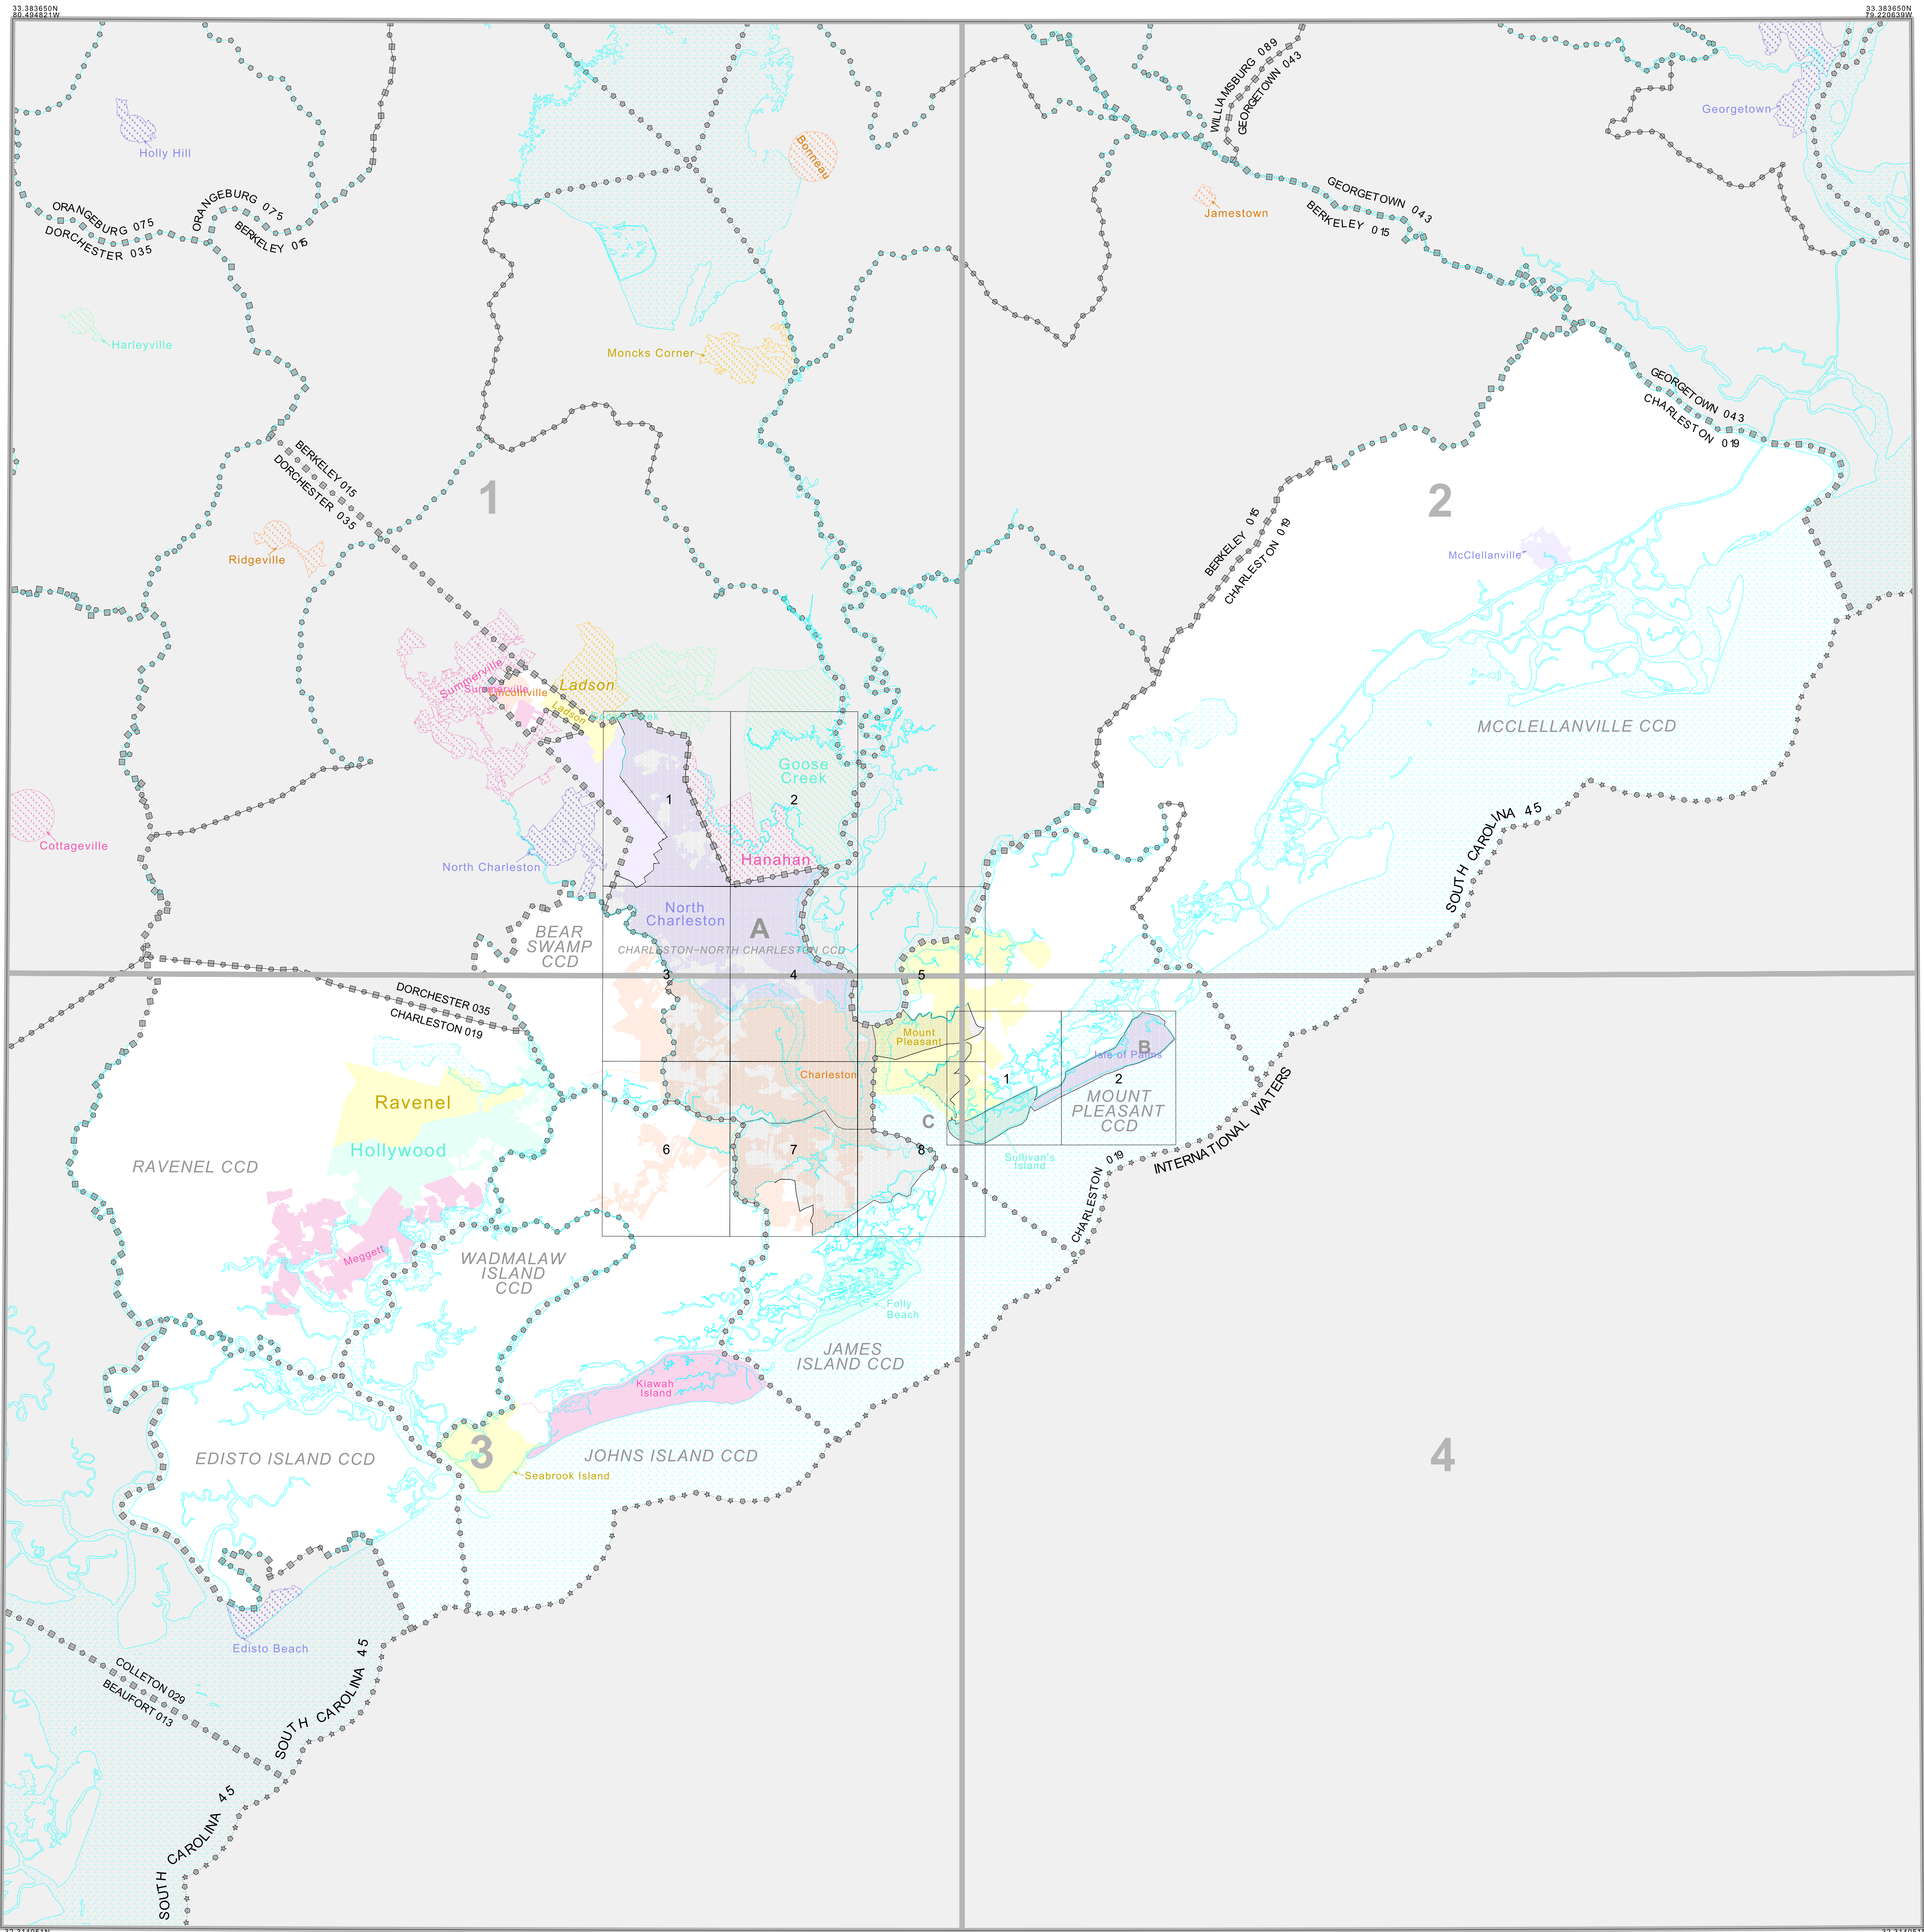 33.383650N
80.494821W
33.383650N
79.220639W
WILLIAMSBURG 089
GEORGETOWN 043
Georgetown
Holly Hill
Bonneau
Jamestown
GEORGETOWN 043
BERKELEY 015
ORANGEBURG 075
DORCHESTER 035
ORANGEBURG 075
BERKELEY 015
Harleyville
Moncks Corner
GEORGETOWN 043
CHARLESTON 019
BERKELEY 015
DORCHESTER 035
1
2
Ridgeville
BERKELEY 015
CHARLESTON 019
McClellanville
Summerville
Summerville
Lincolnville
Ladson
Ladson
MCCLELLANVILLE CCD
Goose
Creek
1
2
Cottageville
North Charleston
Hanahan
SOUTH CAROLINA 45
North
Charleston
A
BEAR
SWAMP
CCD
CHARLESTON-NORTH CHARLESTON CCD
3
4
5
DORCHESTER 035
CHARLESTON 019
Mount
Pleasant
B
Isle of Palms
Charleston
1
2
Ravenel
MOUNT
PLEASANT
CCD
C
Hollywood
6
7
8
Sullivan's
Island
RAVENEL CCD
INTERNATIONAL WATERS
CHARLESTON 019
Meggett
WADMALAW
ISLAND
CCD
Folly
Beach
JAMES
ISLAND CCD
Kiawah
Island
3
EDISTO ISLAND CCD
JOHNS ISLAND CCD
4
Seabrook Island
Edisto Beach
COLLETON 029
BEAUFORT 013
SOUTH CAROLINA 45
SOUTH CAROLINA 45